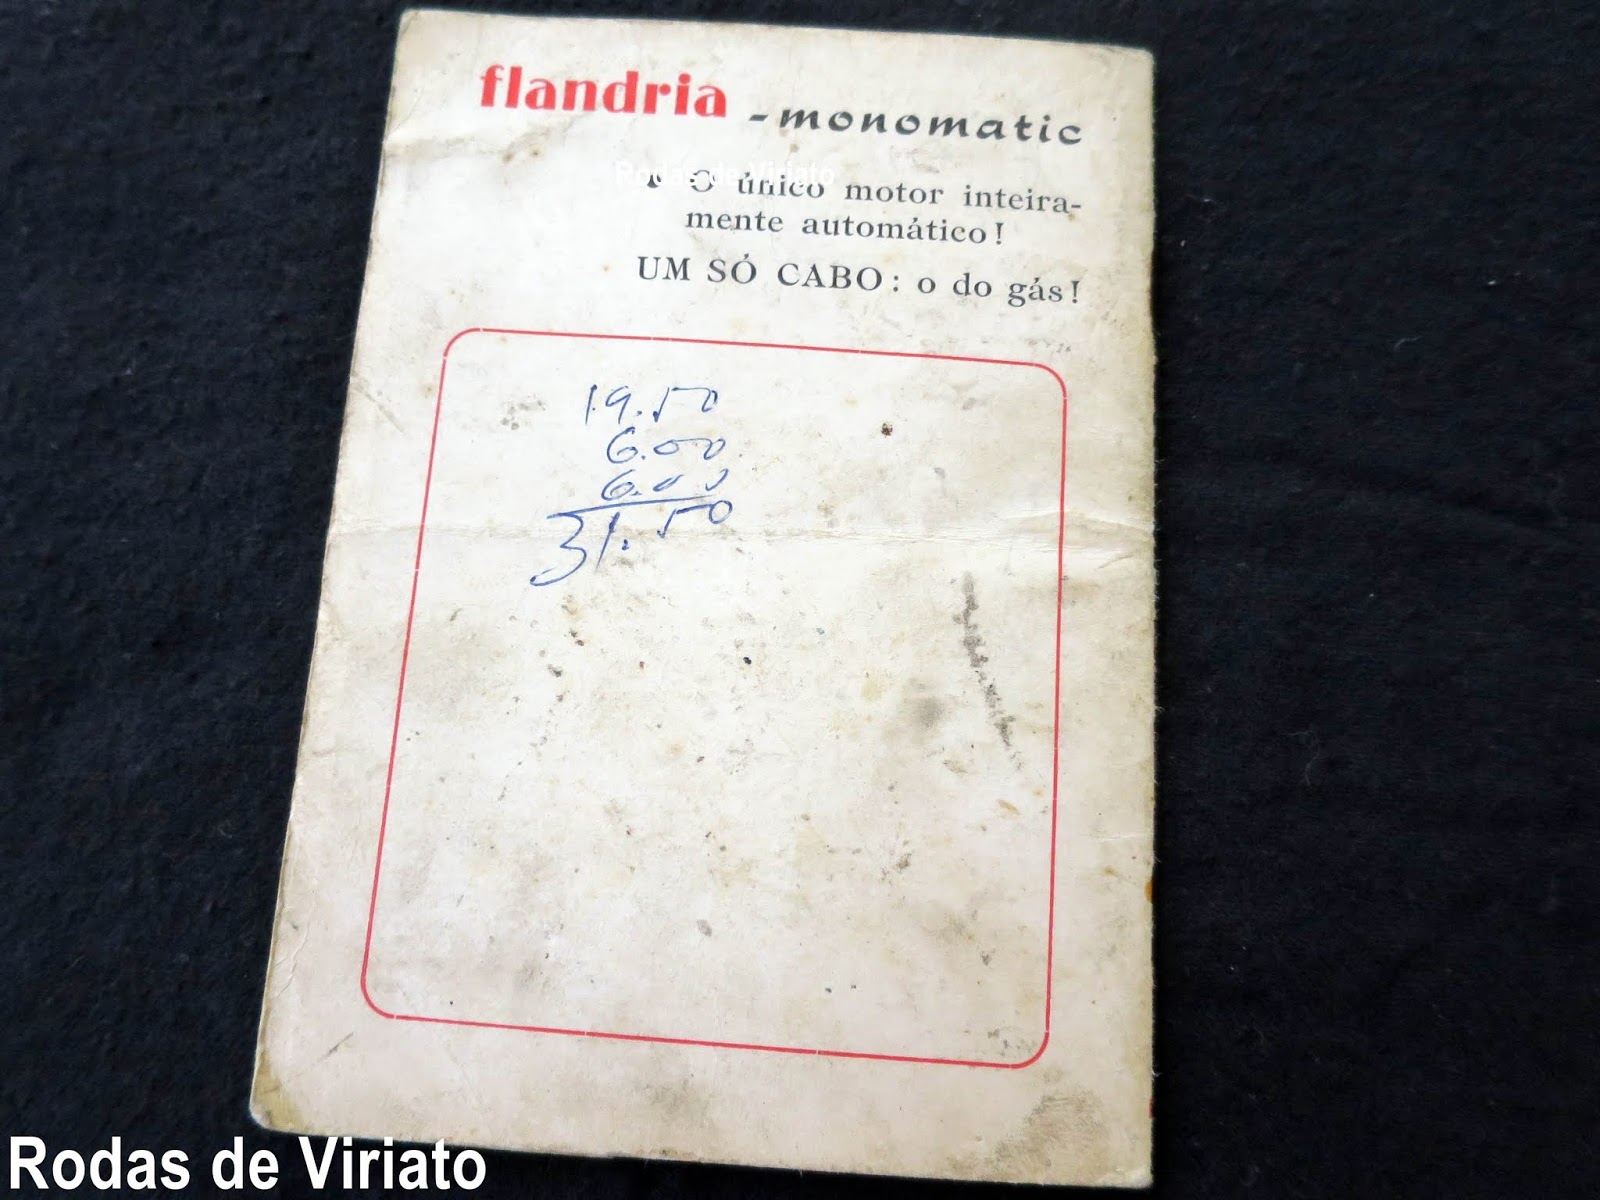 flandria - monomatic
Rodas de Viriato
O único motor inteira-
mente automático!
UM SÓ CABO: o do gás!
19.50
6.00
6.00
31.50
Rodas de Viriato